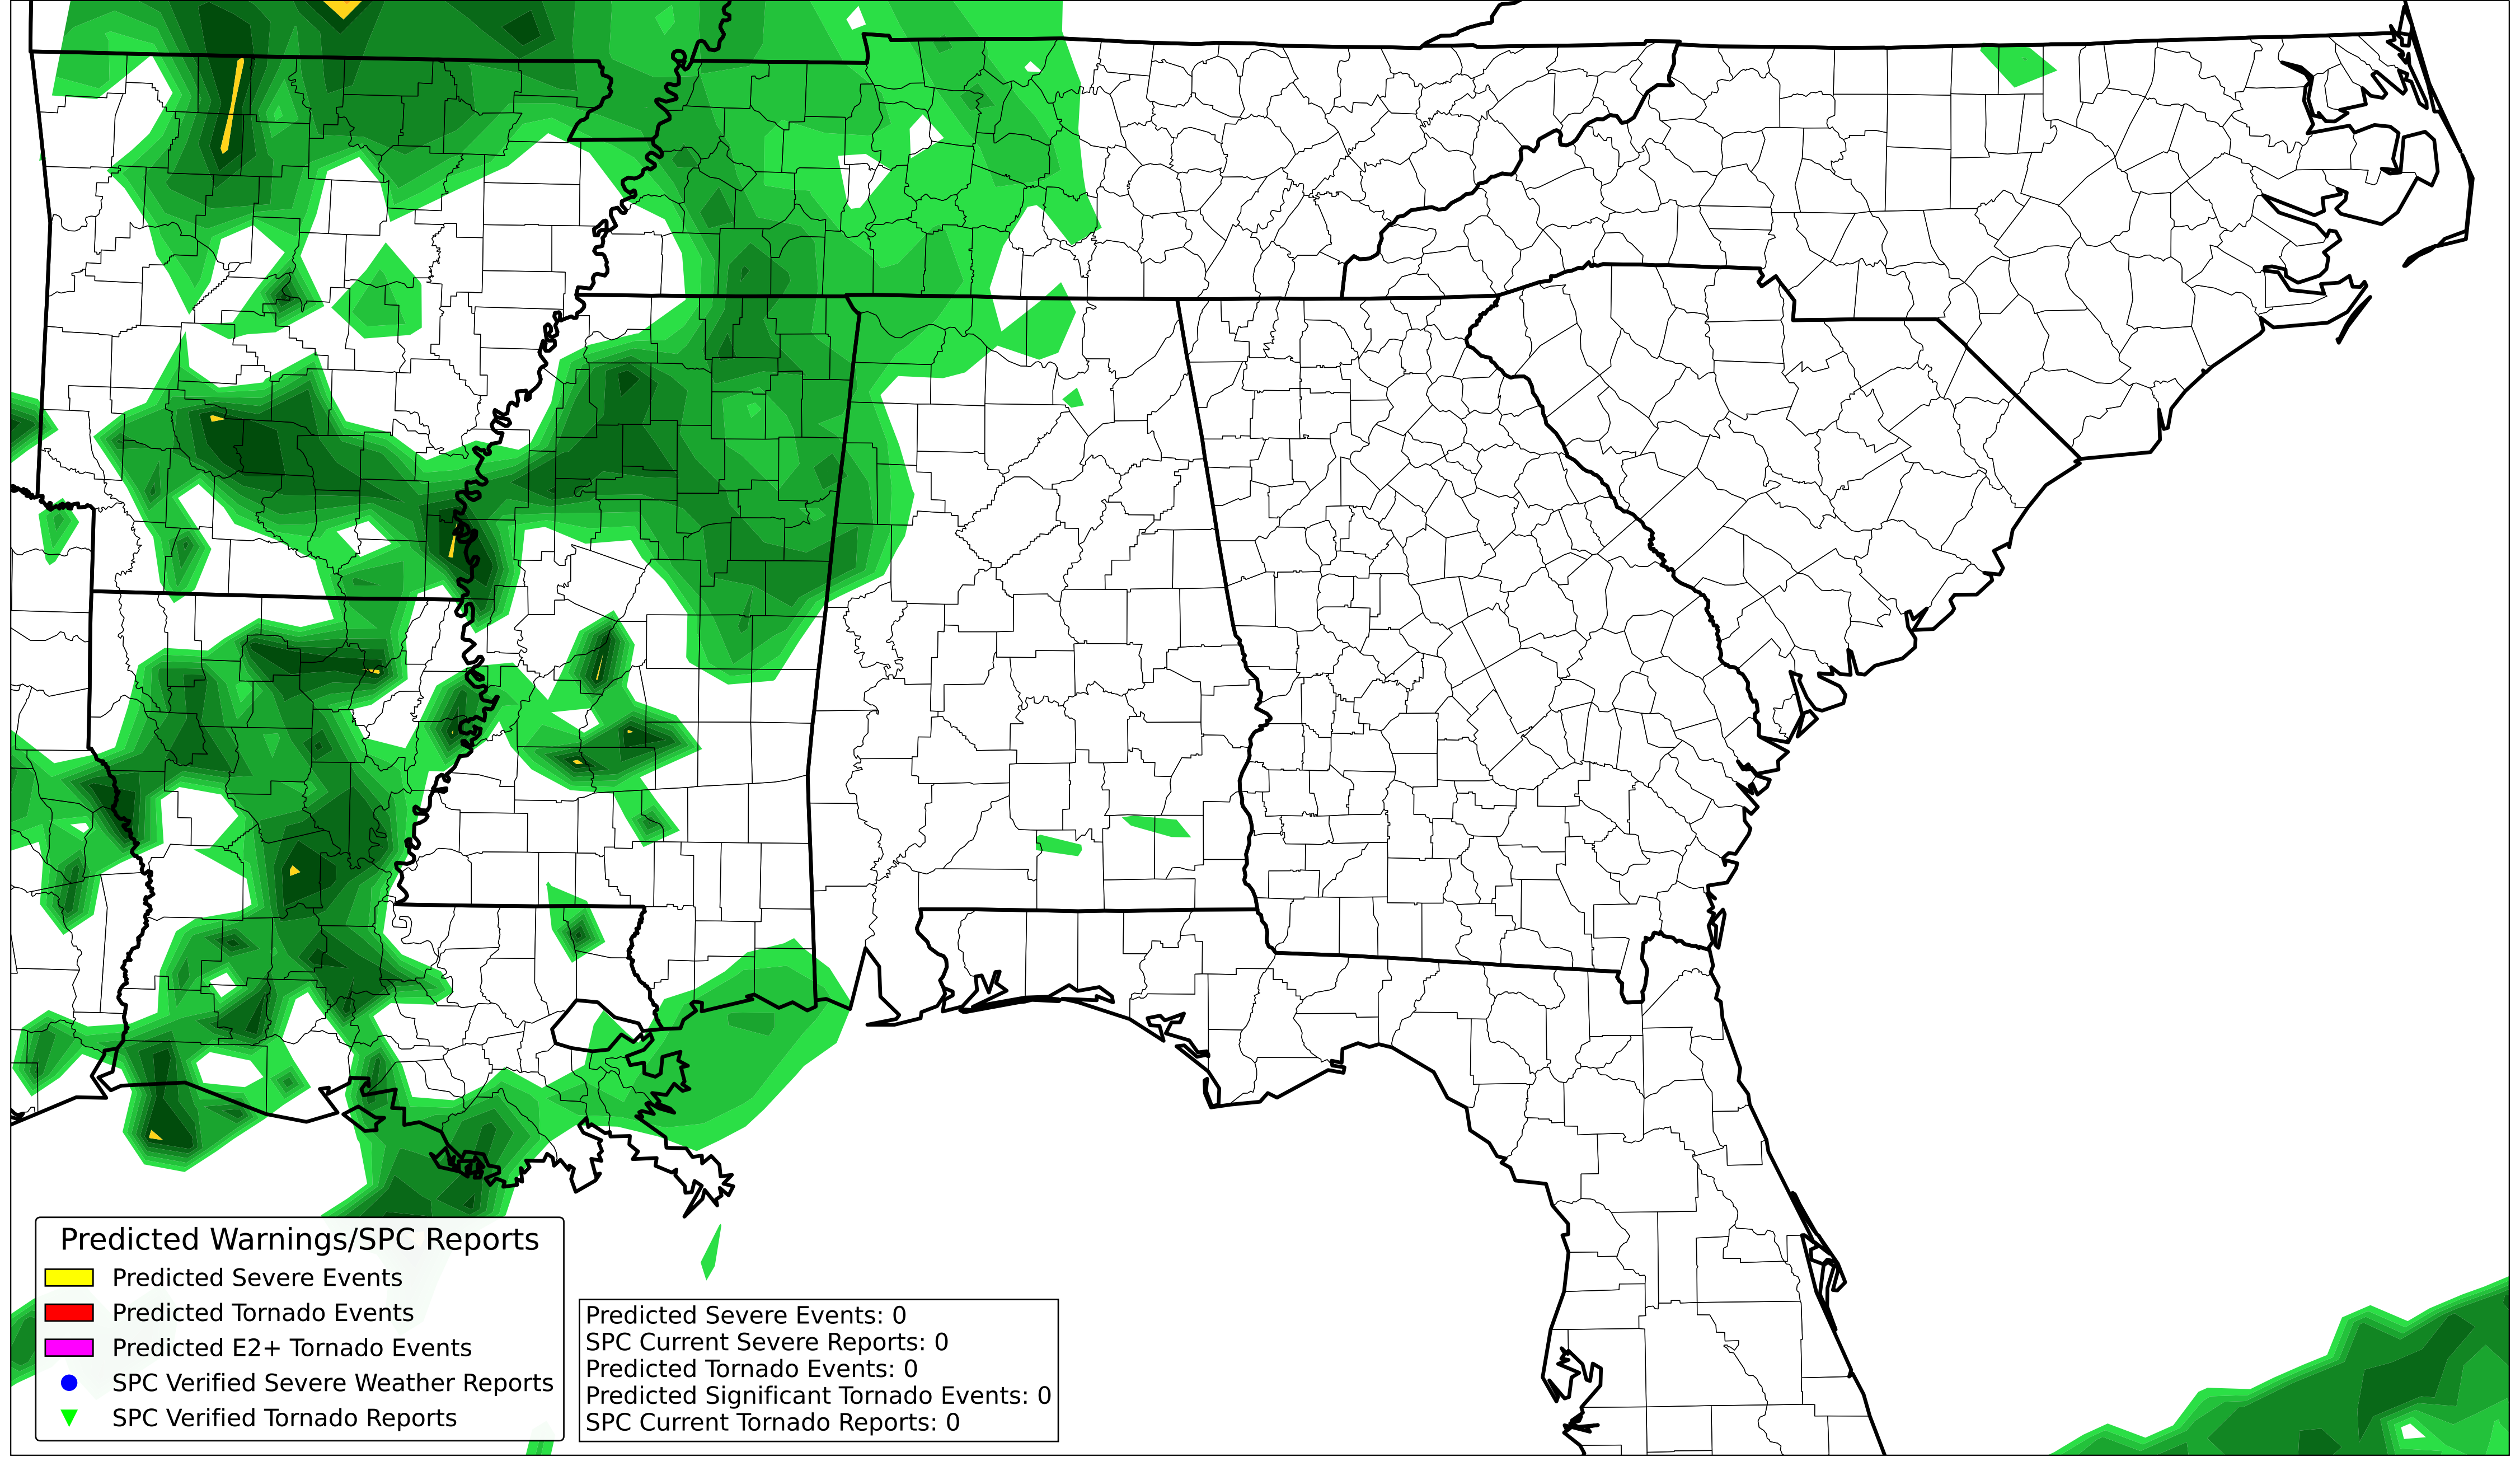 Predicted Warnings/SPC Reports
Predicted Severe Events
Predicted Tornado Events
Predicted E2+ Tornado Events
SPC Verified Severe Weather Reports
SPC Verified Tornado Reports
Predicted Severe Events: 0
SPC Current Severe Reports: 0
Predicted Tornado Events: 0
Predicted Significant Tornado Events: 0
SPC Current Tornado Reports: 0